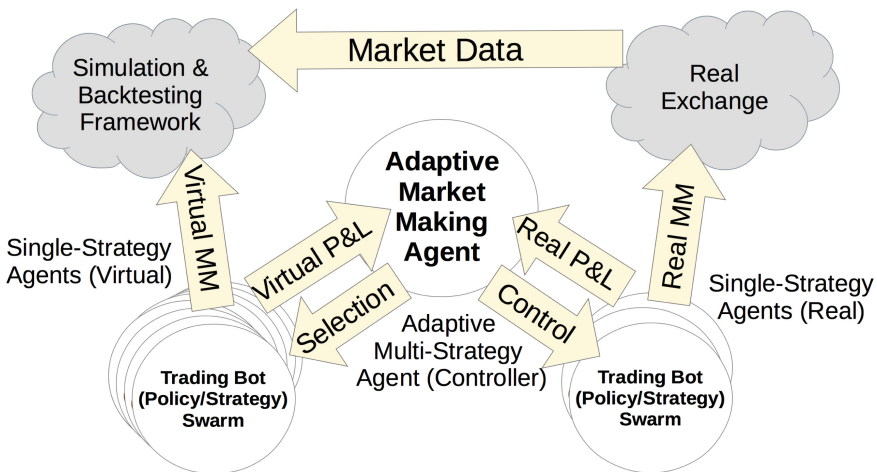 Market Data
Simulation &
Backtesting
Framework
Real
Exchange
Adaptive
Market
Making
Agent
Virtual MM
Virtual P&L
Real P&L
Real MM
Single-Strategy
Agents (Virtual)
Single-Strategy
Agents (Real)
Selection
Control
Adaptive
Multi-Strategy
Agent (Controller)
Trading Bot
(Policy/Strategy)
Swarm
Trading Bot
(Policy/Strategy)
Swarm